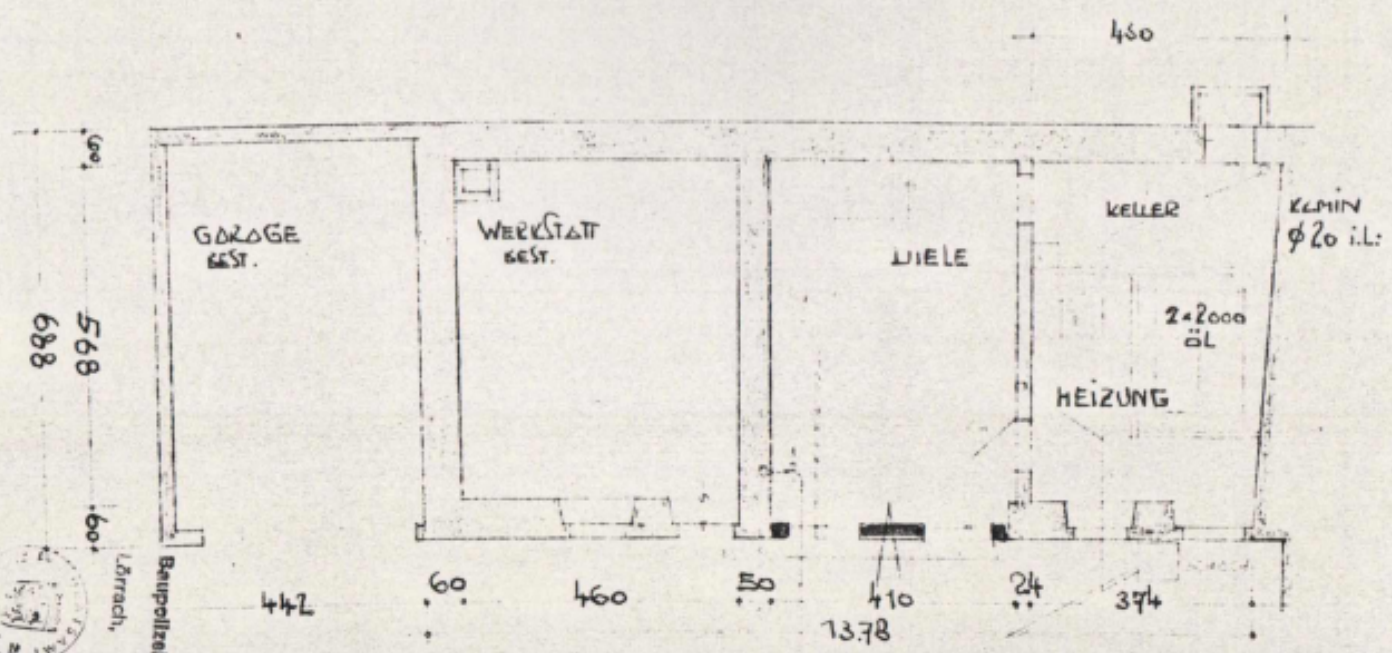 450
60
GARAGE
BEST.
WERKSTATT
BEST.
DIELE
KELLER
KAMIN
ϕ 20 i.L.
2×2000
ÖL
HEIZUNG
568
688
60
Baupolize
Lörrach,
442
60
460
50
410
24
374
13.78